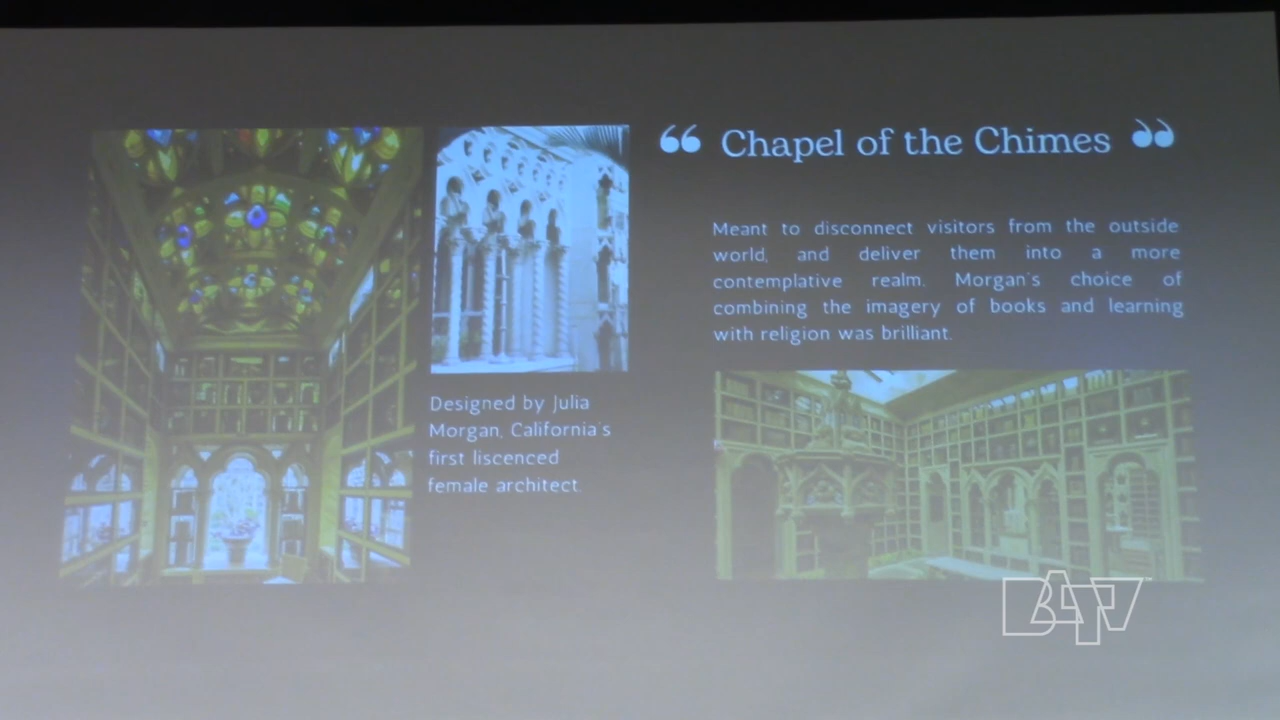 “ Chapel of the Chimes ”
Meant to disconnect visitors from the outside
world, and deliver them into a more
contemplative realm. Morgan's choice of
combining the imagery of books and learning
with religion was brilliant.
Designed by Julia
Morgan, California's
first liscenced
female architect.
BATV